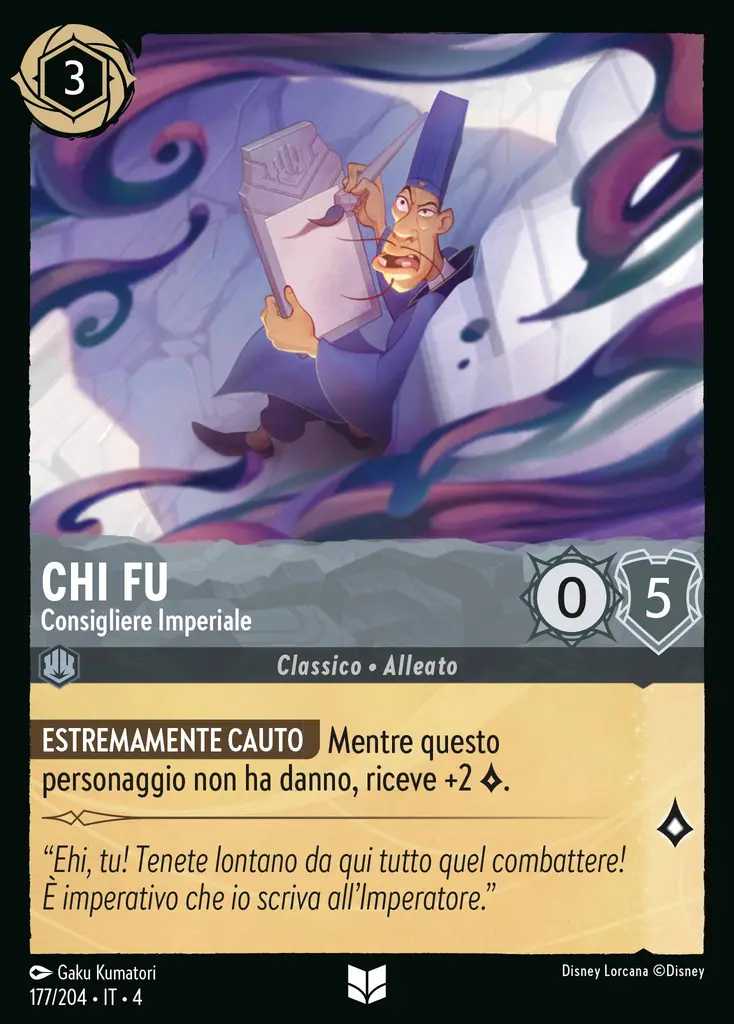 3
CHI FU
Consigliere Imperiale
0
5
Classico • Alleato
ESTREMAMENTE CAUTO Mentre questo
personaggio non ha danno, riceve +2 .
“Ehi, tu! Tenete lontano da qui tutto quel combattere!
È imperativo che io scriva all’Imperatore.”
Gaku Kumatori
Disney Lorcana ©Disney
177/204 • IT • 4